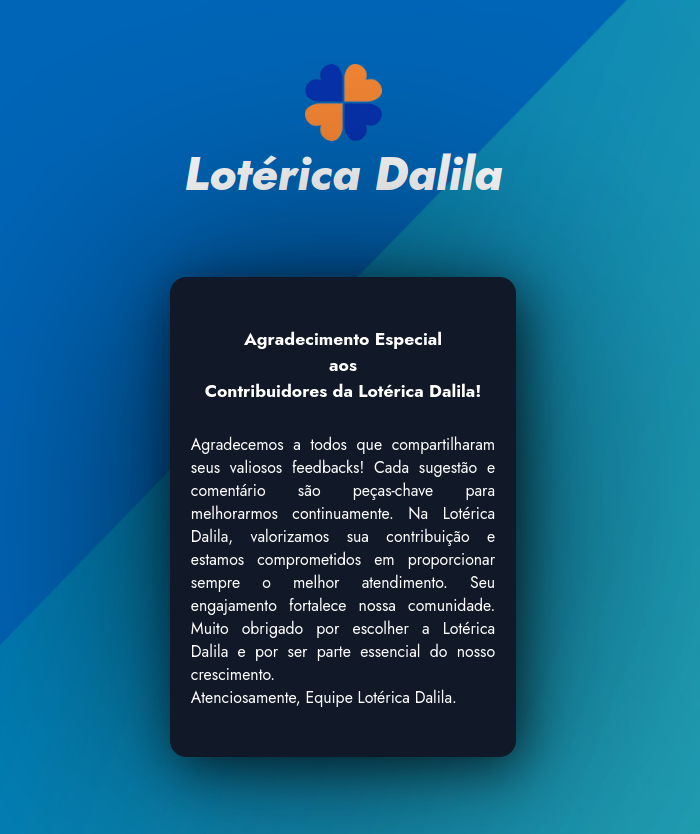 Lotérica Dalila
Agradecimento Especial
aos
Contribuidores da Lotérica Dalila!
Agradecemos a todos que compartilharam
seus valiosos feedbacks! Cada sugestão e
comentário são peças-chave para
melhorarmos continuamente. Na Lotérica
Dalila, valorizamos sua contribuição e
estamos comprometidos em proporcionar
sempre o melhor atendimento. Seu
engajamento fortalece nossa comunidade.
Muito obrigado por escolher a Lotérica
Dalila e por ser parte essencial do nosso
crescimento.
Atenciosamente, Equipe Lotérica Dalila.